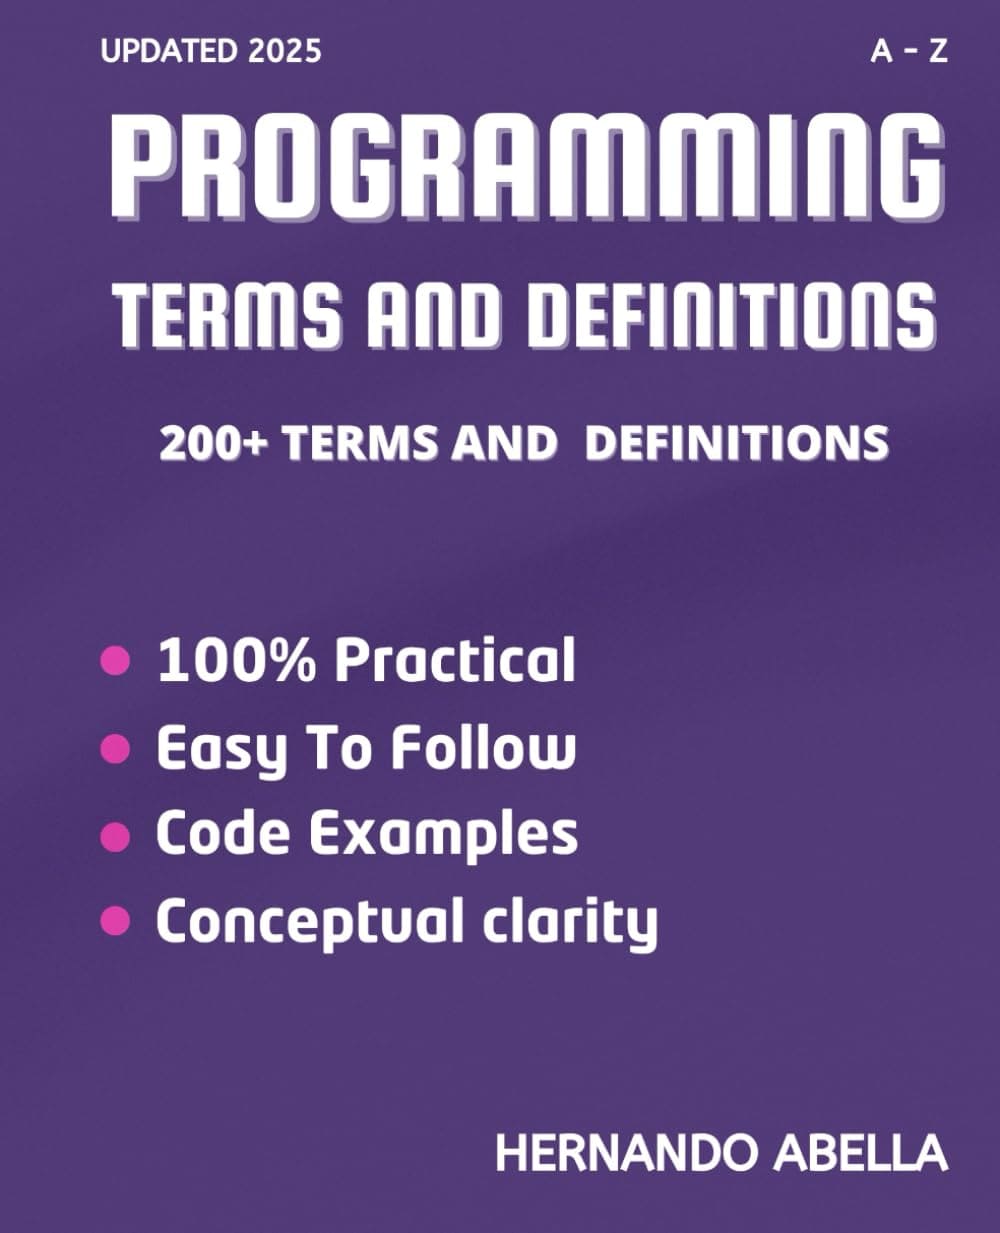 UPDATED 2025
A - Z
PROGRAMMING
TERMS AND DEFINITIONS
200+ TERMS AND DEFINITIONS
100% Practical
Easy To Follow
Code Examples
Conceptual clarity
HERNANDO ABELLA